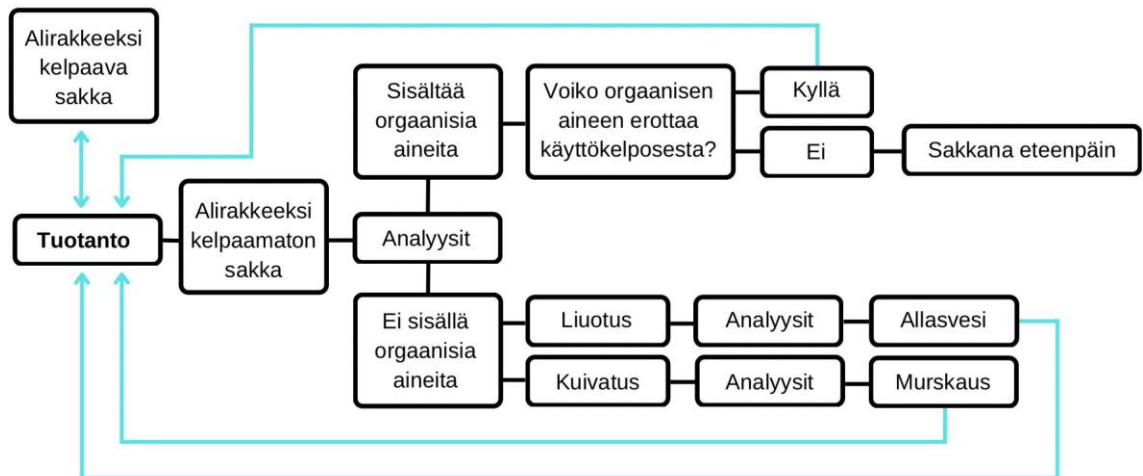 Alirakkeeksi
kelpaava
sakka
Sisältää
orgaanisia
aineita
Voiko orgaanisen
aineen erottaa
käyttökelposesta?
Kyllä
Ei
Sakkana eteenpäin
Tuotanto
Alirakkeeksi
kelpaamaton
sakka
Analyysit
Ei sisällä
orgaanisia
aineita
Liuotus
Analyysit
Allasvesi
Kuivatus
Analyysit
Murskaus